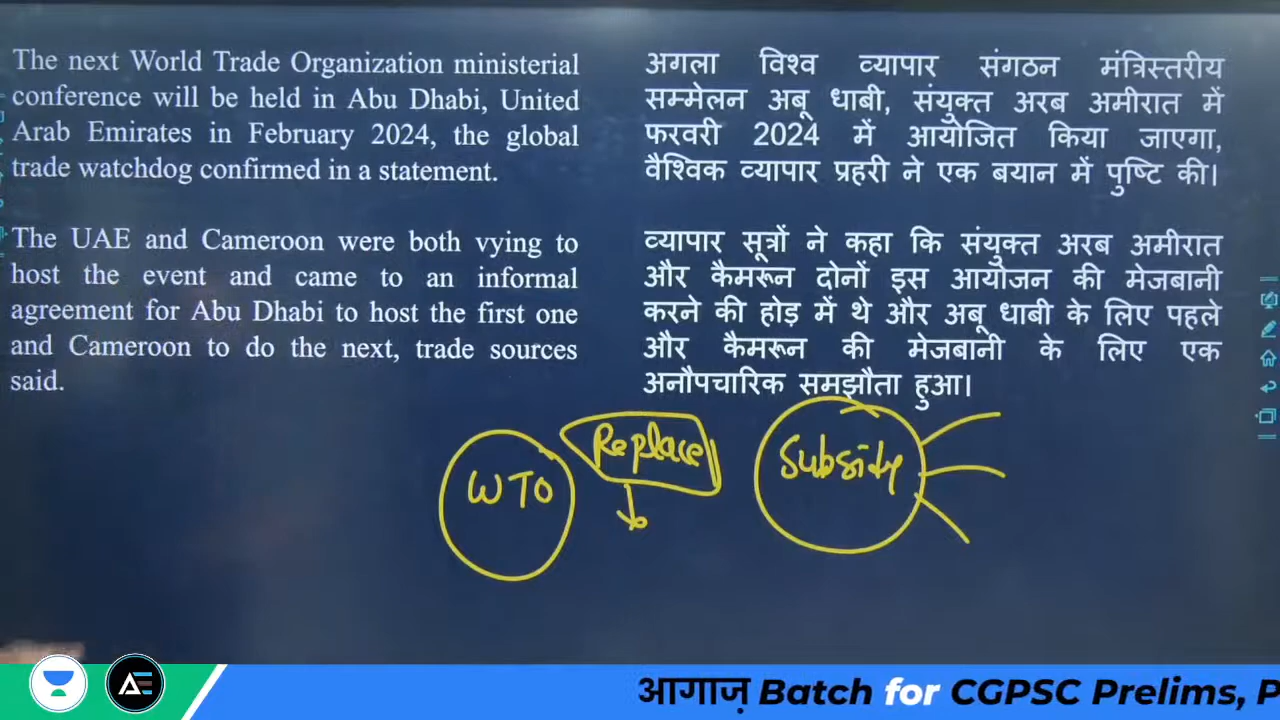 The next World Trade Organization ministerial
conference will be held in Abu Dhabi, United
Arab Emirates in February 2024, the global
trade watchdog confirmed in a statement.
The UAE and Cameroon were both vying to
host the event and came to an informal
agreement for Abu Dhabi to host the first one
and Cameroon to do the next, trade sources
said.
अगला विश्व व्यापार संगठन मंत्रिस्तरीय
सम्मेलन अबू धाबी, संयुक्त अरब अमीरात में
फरवरी 2024 में आयोजित किया जाएगा,
वैश्विक व्यापार प्रहरी ने एक बयान में पुष्टि की।
व्यापार सूत्रों ने कहा कि संयुक्त अरब अमीरात
और कैमरून दोनों इस आयोजन की मेजबानी
करने की होड़ में थे और अबू धाबी के लिए पहले
और कैमरून की मेजबानी के लिए एक
अनौपचारिक समझौता हुआ।
WTO
Replace
Subsidy
AE
आगाज़ Batch for CGPSC Prelims, P